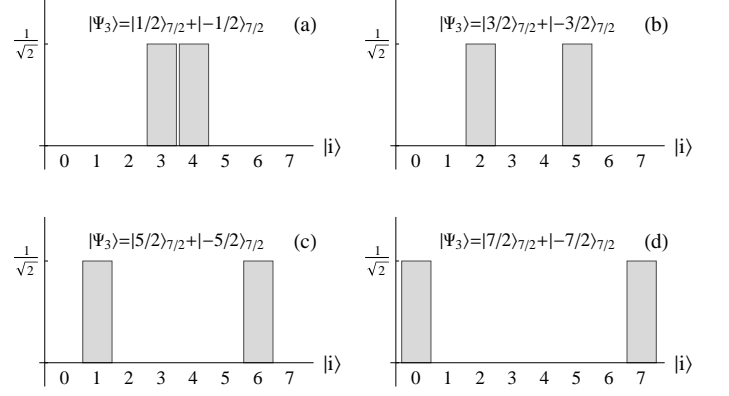 |Ψ₃⟩=|1/2⟩₇/₂+|−1/2⟩₇/₂ (a)
1/√2
0 1 2 3 4 5 6 7 |i⟩
|Ψ₃⟩=|3/2⟩₇/₂+|−3/2⟩₇/₂ (b)
1/√2
0 1 2 3 4 5 6 7 |i⟩
|Ψ₃⟩=|5/2⟩₇/₂+|−5/2⟩₇/₂ (c)
1/√2
0 1 2 3 4 5 6 7 |i⟩
|Ψ₃⟩=|7/2⟩₇/₂+|−7/2⟩₇/₂ (d)
1/√2
0 1 2 3 4 5 6 7 |i⟩